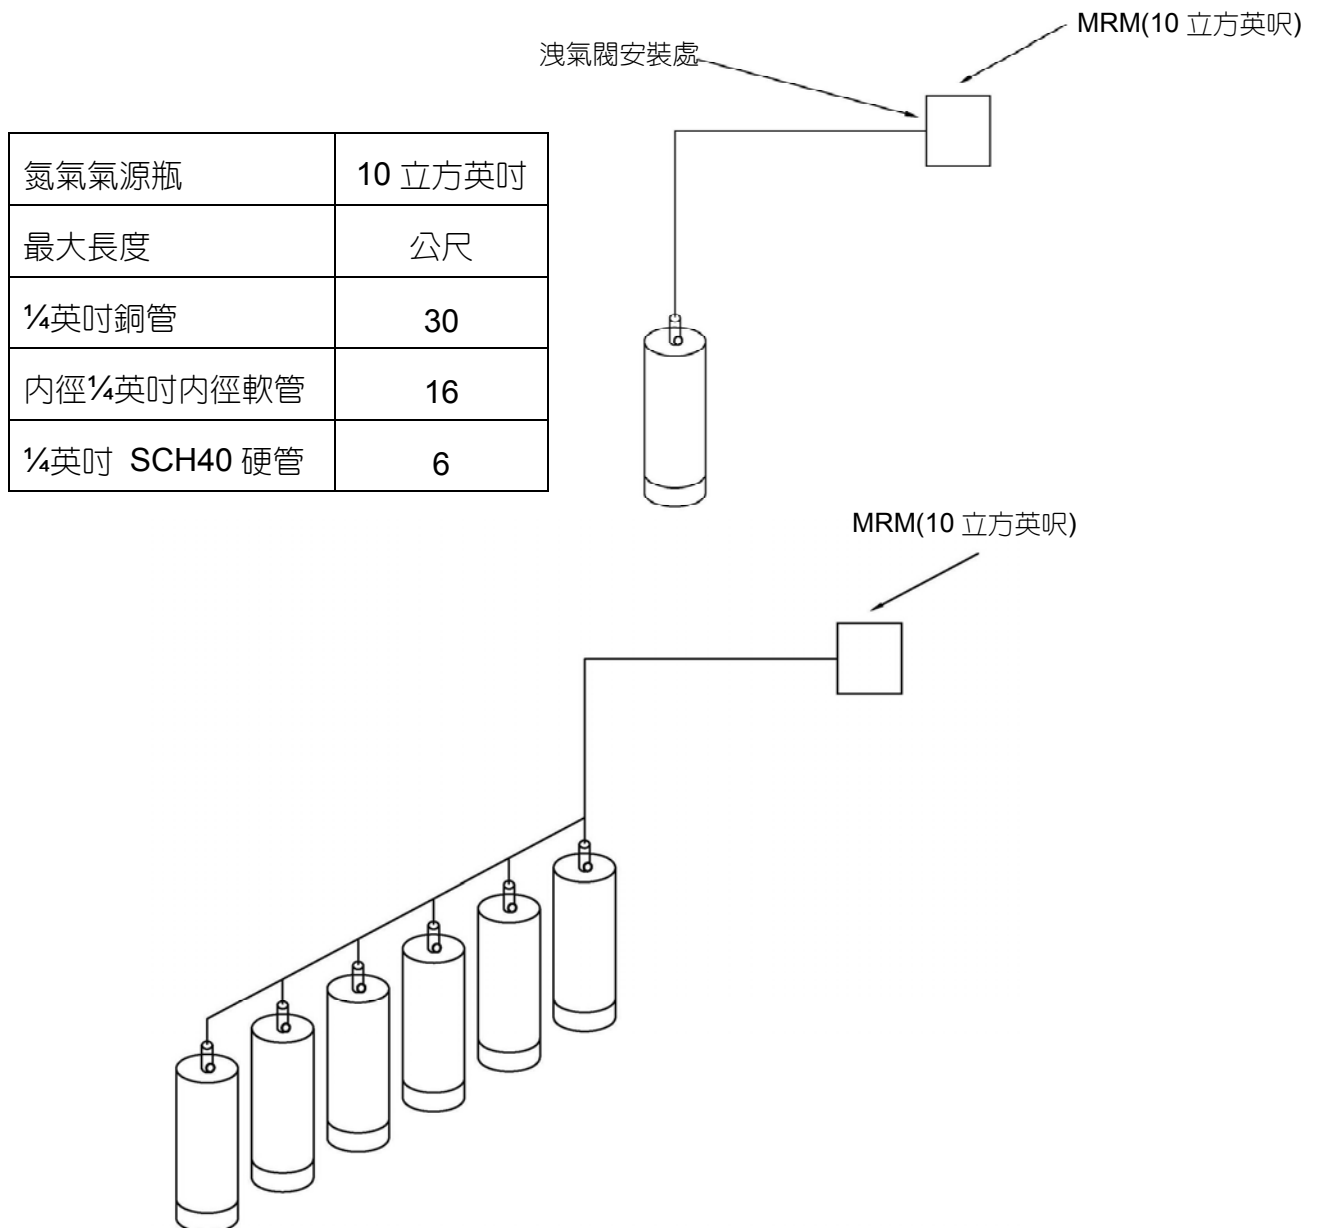 MRM(10 立方英呎)
洩氣閥安裝處
氮氣氣源瓶 10 立方英吋
最大長度 公尺
¼英吋銅管 30
内徑¼英吋内徑軟管 16
¼英吋 SCH40 硬管 6
MRM(10 立方英呎)